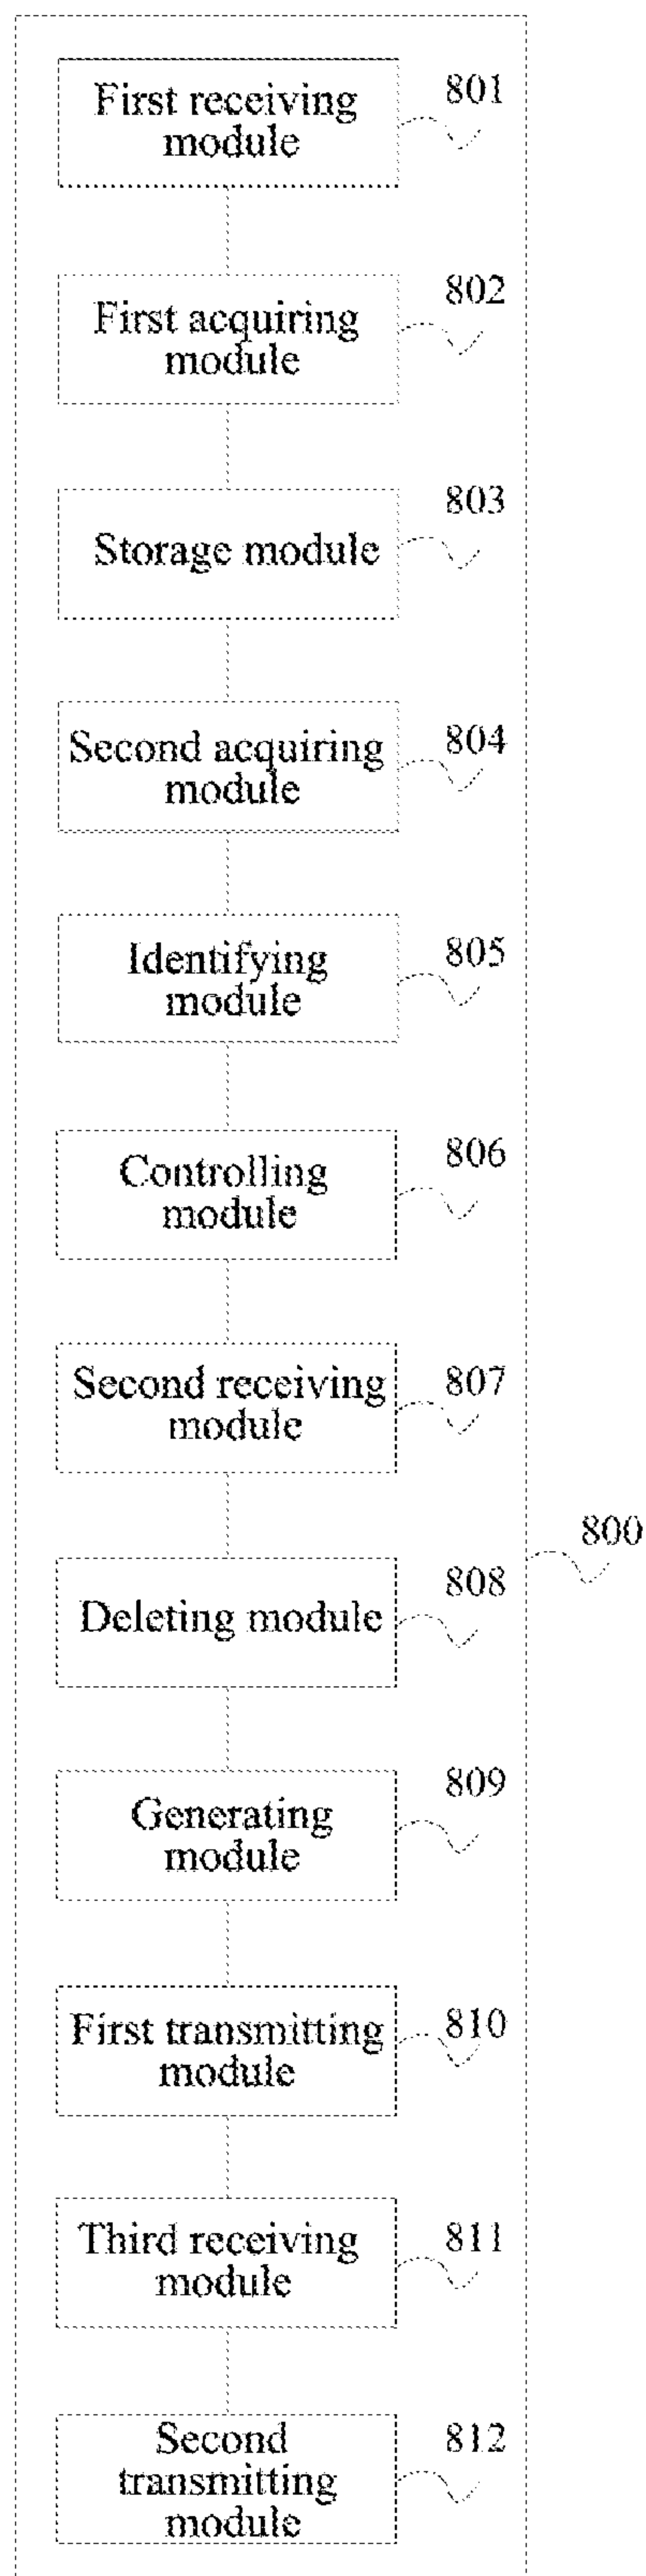 First receiving
module
801
First acquiring
module
802
Storage module
803
Second acquiring
module
804
Identifying
module
805
Controlling
module
806
Second receiving
module
807
800
Deleting module
808
Generating
module
809
First transmitting
module
810
Third receiving
module
811
Second
transmitting
module
812